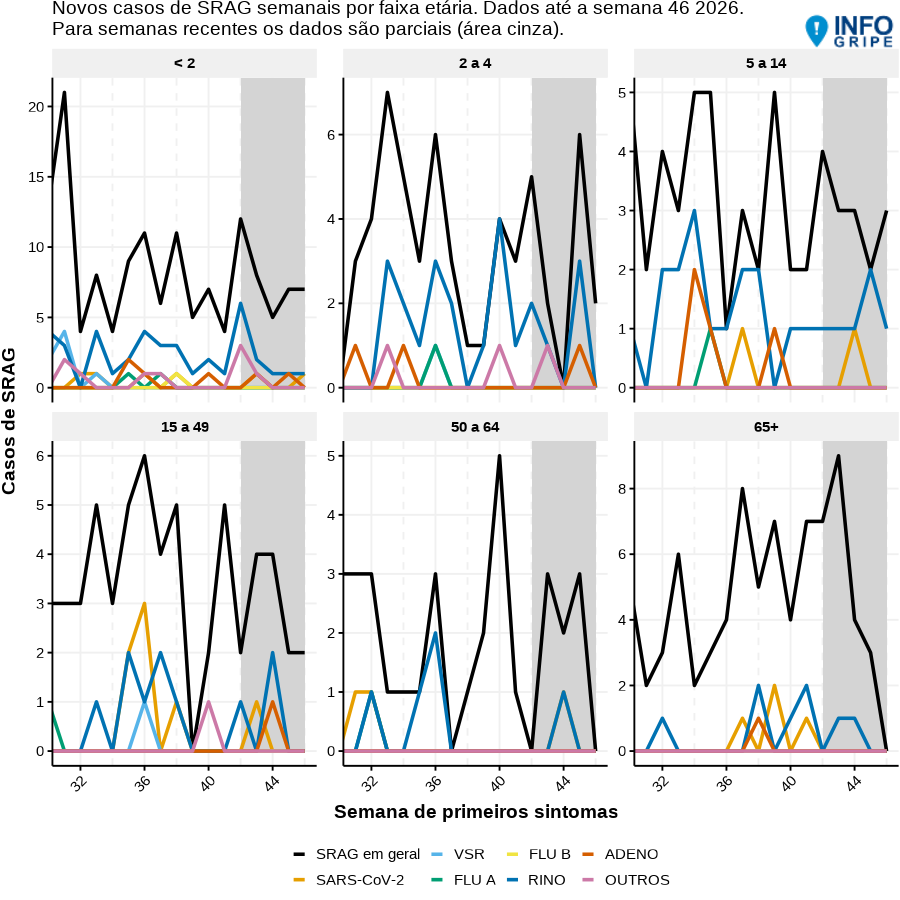 Novos casos de SRAG semanais por faixa etária. Dados até a semana 46 2026.
Para semanas recentes os dados são parciais (área cinza).
INFO
GRIPE
< 2
2 a 4
5 a 14
20
15
10
5
0
6
4
2
0
5
4
3
2
1
0
Casos de SRAG
15 a 49
50 a 64
65+
6
5
4
3
2
1
0
5
4
3
2
1
0
8
6
4
2
0
32
36
40
44
32
36
40
44
32
36
40
44
Semana de primeiros sintomas
SRAG em geral
VSR
FLU B
ADENO
SARS-CoV-2
FLU A
RINO
OUTROS